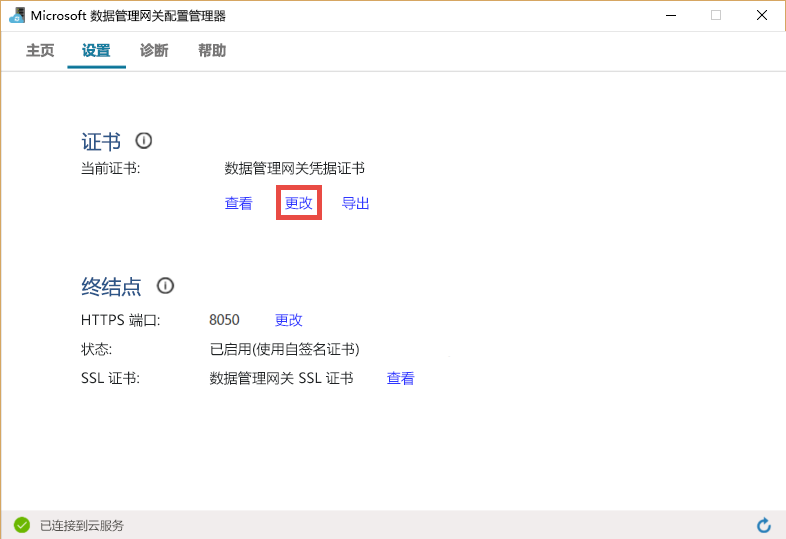 Microsoft 数据管理网关配置管理器
主页 设置 诊断 帮助
证书
当前证书: 数据管理网关凭据证书
查看 更改 导出
终结点
HTTPS 端口: 8050 更改
状态: 已启用(使用自签名证书)
SSL 证书: 数据管理网关 SSL 证书 查看
已连接到云服务